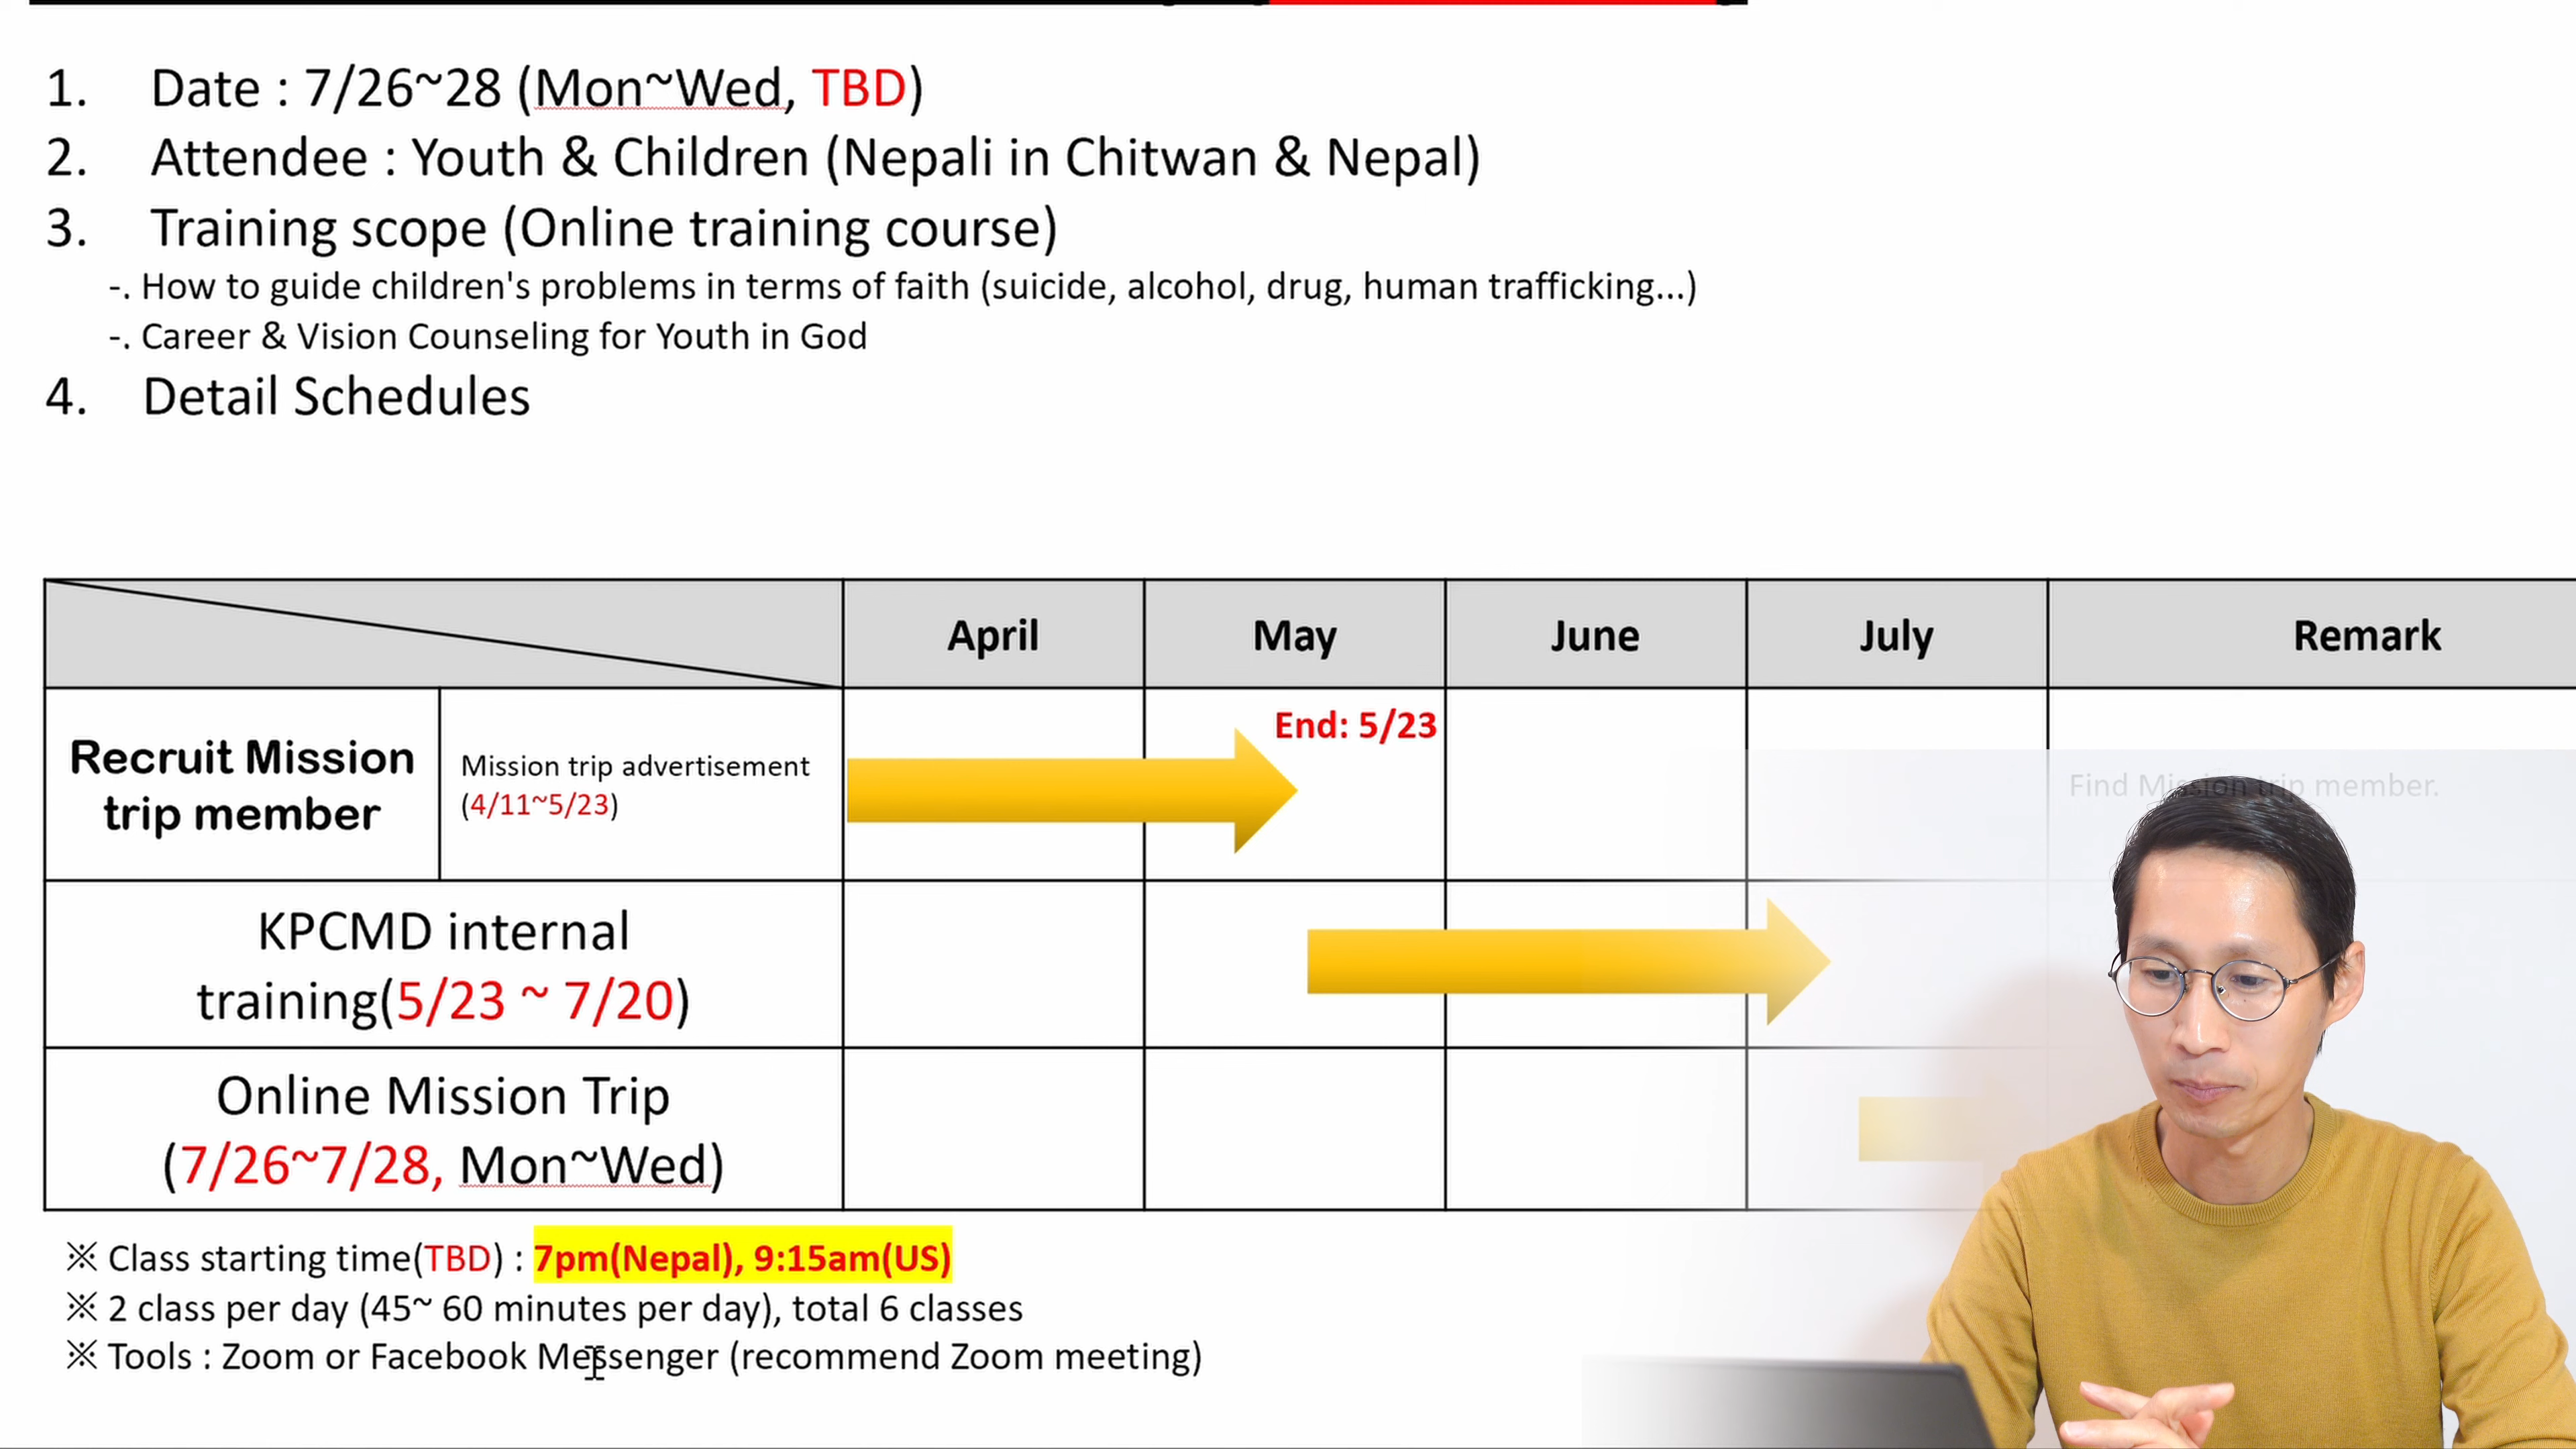 1. Date : 7/26~28 (Mon~Wed, TBD)
2. Attendee : Youth & Children (Nepali in Chitwan & Nepal)
3. Training scope (Online training course)
-. How to guide children's problems in terms of faith (suicide, alcohol, drug, human trafficking...)
-. Career & Vision Counseling for Youth in God
4. Detail Schedules
April May June July Remark
Recruit Mission
trip member
Mission trip advertisement
(4/11~5/23)
End: 5/23
Find Mission trip member.
KPCMD internal
training(5/23 ~ 7/20)
Online Mission Trip
(7/26~7/28, Mon~Wed)
※ Class starting time(TBD) : 7pm(Nepal), 9:15am(US)
※ 2 class per day (45~ 60 minutes per day), total 6 classes
※ Tools : Zoom or Facebook Messenger (recommend Zoom meeting)